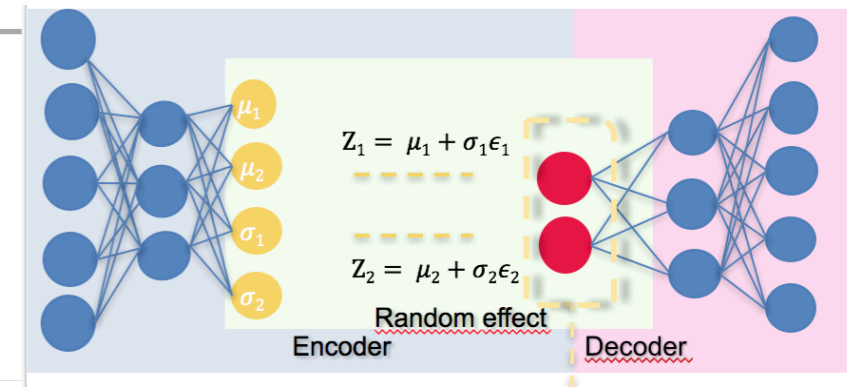 μ₁
μ₂
σ₁
σ₂
Z₁ = μ₁ + σ₁ϵ₁
Z₂ = μ₂ + σ₂ϵ₂
Random effect
Encoder
Decoder